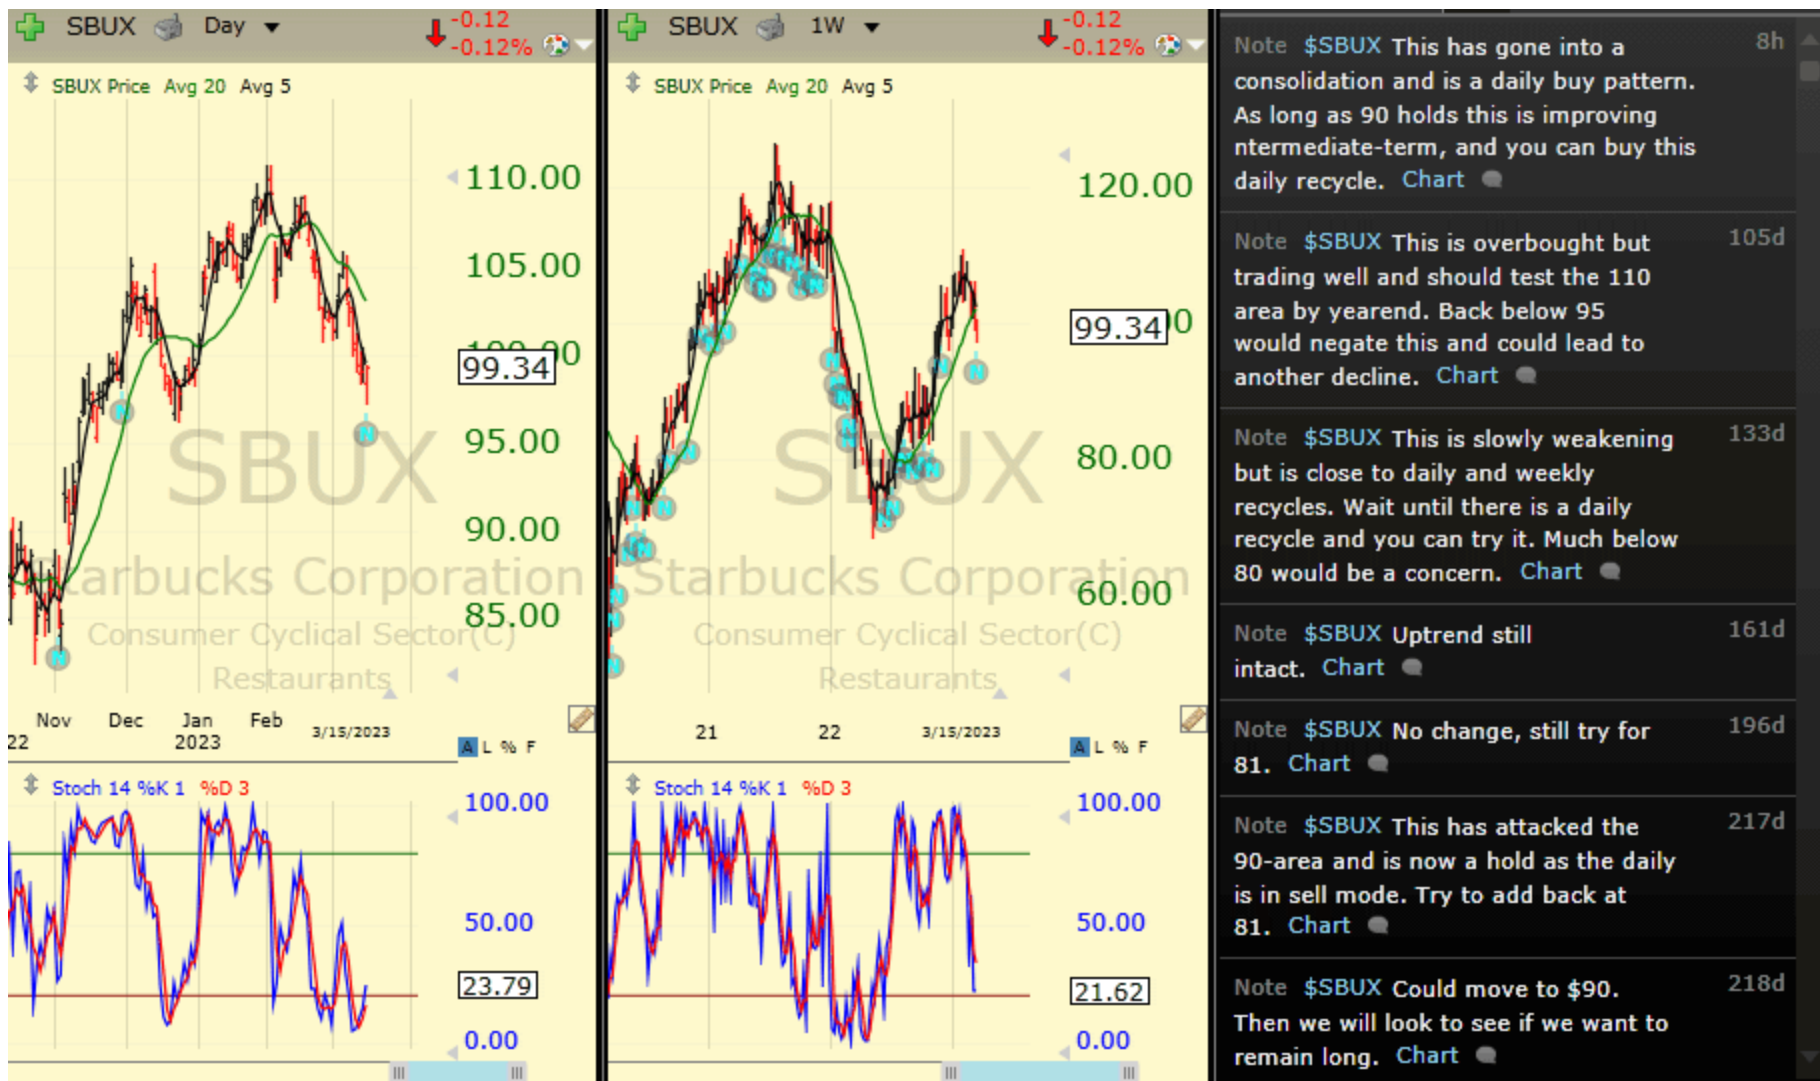 SBUX Day
-0.12
-0.12%
SBUX Price Avg 20 Avg 5
110.00
105.00
99.34
95.00
90.00
85.00
SBUX
Starbucks Corporation
Consumer Cyclical Sector(C)
Restaurants
Nov Dec Jan Feb 3/15/2023
22 2023
A L % F
Stoch 14 %K 1 %D 3
100.00
50.00
23.79
0.00
SBUX 1W
-0.12
-0.12%
SBUX Price Avg 20 Avg 5
120.00
99.34
80.00
60.00
SBUX
Starbucks Corporation
Consumer Cyclical Sector(C)
Restaurants
21 22 3/15/2023
A L % F
Stoch 14 %K 1 %D 3
100.00
50.00
21.62
0.00
Note $SBUX This has gone into a 8h
consolidation and is a daily buy pattern.
As long as 90 holds this is improving
ntermediate-term, and you can buy this
daily recycle. Chart
Note $SBUX This is overbought but 105d
trading well and should test the 110
area by yearend. Back below 95
would negate this and could lead to
another decline. Chart
Note $SBUX This is slowly weakening 133d
but is close to daily and weekly
recycles. Wait until there is a daily
recycle and you can try it. Much below
80 would be a concern. Chart
Note $SBUX Uptrend still 161d
intact. Chart
Note $SBUX No change, still try for 196d
81. Chart
Note $SBUX This has attacked the 217d
90-area and is now a hold as the daily
is in sell mode. Try to add back at
81. Chart
Note $SBUX Could move to $90. 218d
Then we will look to see if we want to
remain long. Chart